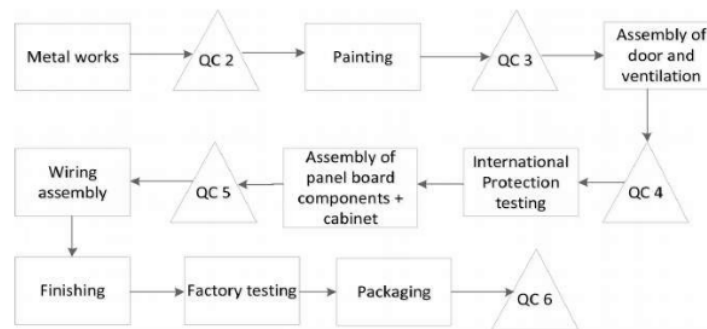 Metal works
QC 2
Painting
QC 3
Assembly of
door and
ventilation
Wiring
assembly
QC 5
Assembly of
panel board
components +
cabinet
International
Protection
testing
QC 4
Finishing
Factory testing
Packaging
QC 6